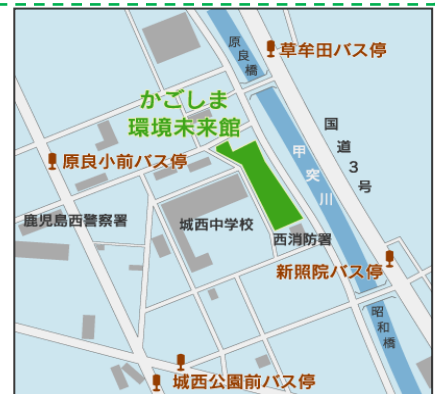 原良橋
草牟田バス停
かごしま
環境未来館
国道3号
甲突川
原良小前バス停
鹿児島西警察署
城西中学校
西消防署
新照院バス停
昭和橋
城西公園前バス停